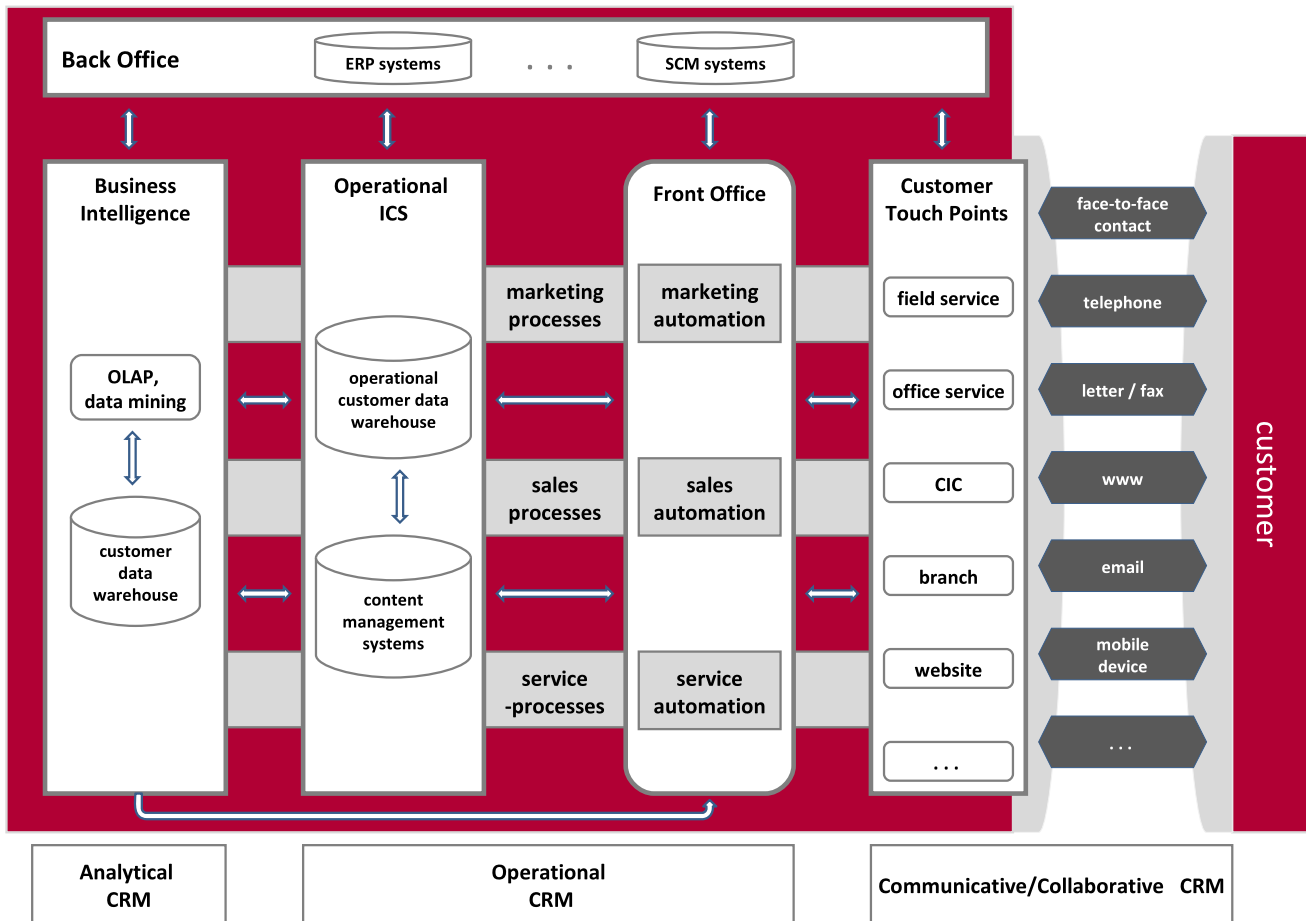 Back Office
ERP systems
. . .
SCM systems
Business
Intelligence
OLAP,
data mining
customer
data
warehouse
Operational
ICS
operational
customer data
warehouse
content
management
systems
marketing
processes
sales
processes
service
-processes
Front Office
marketing
automation
sales
automation
service
automation
Customer
Touch Points
field service
office service
CIC
branch
website
. . .
face-to-face
contact
telephone
letter / fax
www
email
mobile
device
. . .
customer
Analytical
CRM
Operational
CRM
Communicative/Collaborative CRM